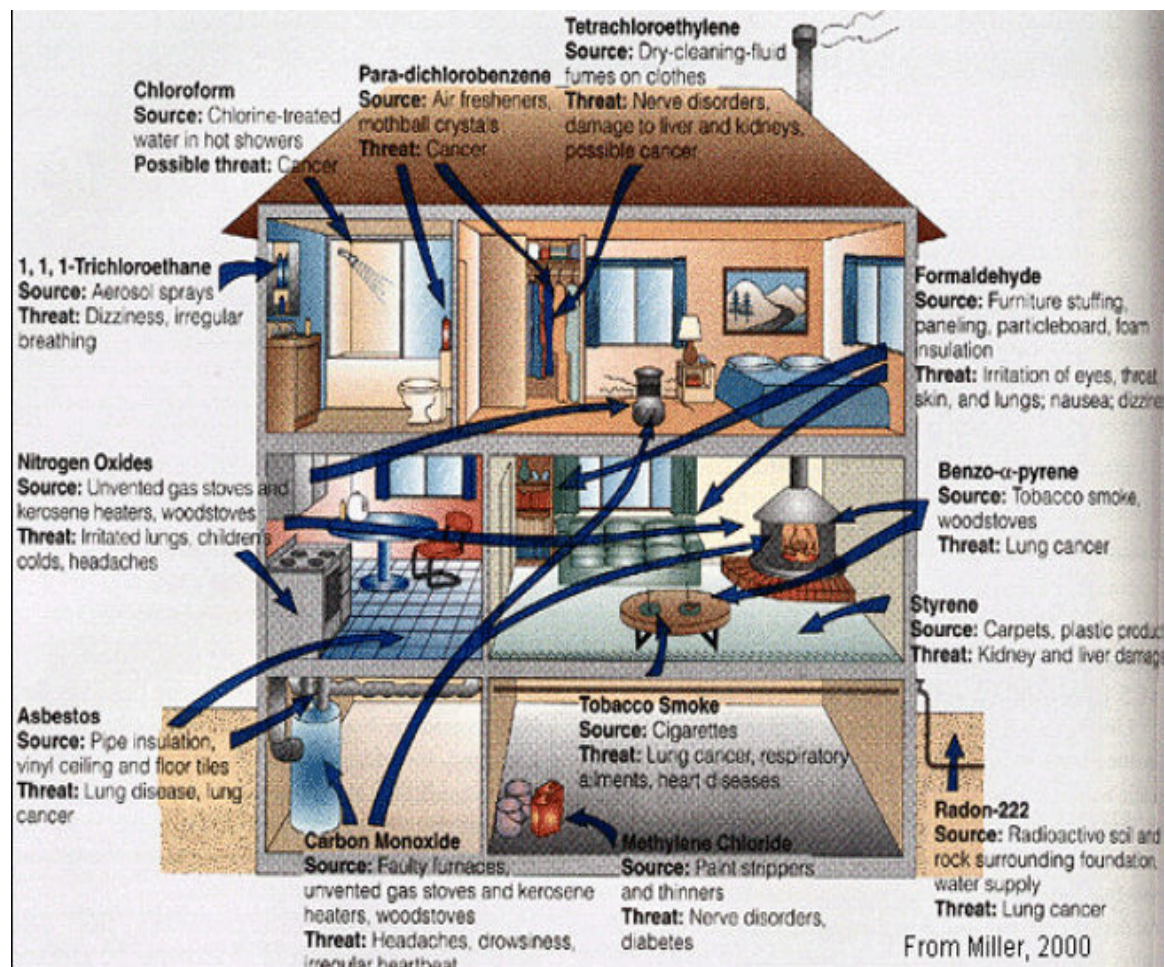 Tetrachloroethylene
Source: Dry-cleaning-fluid
fumes on clothes
Threat: Nerve disorders,
damage to liver and kidneys,
possible cancer
Para-dichlorobenzene
Source: Air fresheners,
mothball crystals
Threat: Cancer
Chloroform
Source: Chlorine-treated
water in hot showers
Possible threat: Cancer
1, 1, 1-Trichloroethane
Source: Aerosol sprays
Threat: Dizziness, irregular
breathing
Formaldehyde
Source: Furniture stuffing,
paneling, particleboard, foam
insulation
Threat: Irritation of eyes, throat,
skin, and lungs; nausea;
Nitrogen Oxides
Source: Unvented gas stoves and
kerosene heaters, woodstoves
Threat: Irritated lungs, children's
colds, headaches
Benzo-α-pyrene
Source: Tobacco smoke,
woodstoves
Threat: Lung cancer
Styrene
Source: Carpets, plastic
Threat: Kidney and liver damage
Asbestos
Source: Pipe insulation,
vinyl ceiling and floor tiles
Threat: Lung disease, lung
cancer
Tobacco Smoke
Source: Cigarettes
Threat: Lung cancer, respiratory
ailments, heart diseases
Carbon Monoxide
Source: Faulty furnaces,
unvented gas stoves and kerosene
heaters, woodstoves
Threat: Headaches, drowsiness,
irregular heartbeat
Methylene Chloride
Source: Paint strippers
and thinners
Threat: Nerve disorders,
diabetes
Radon-222
Source: Radioactive soil and
rock surrounding foundation,
water supply
Threat: Lung cancer
From Miller, 2000